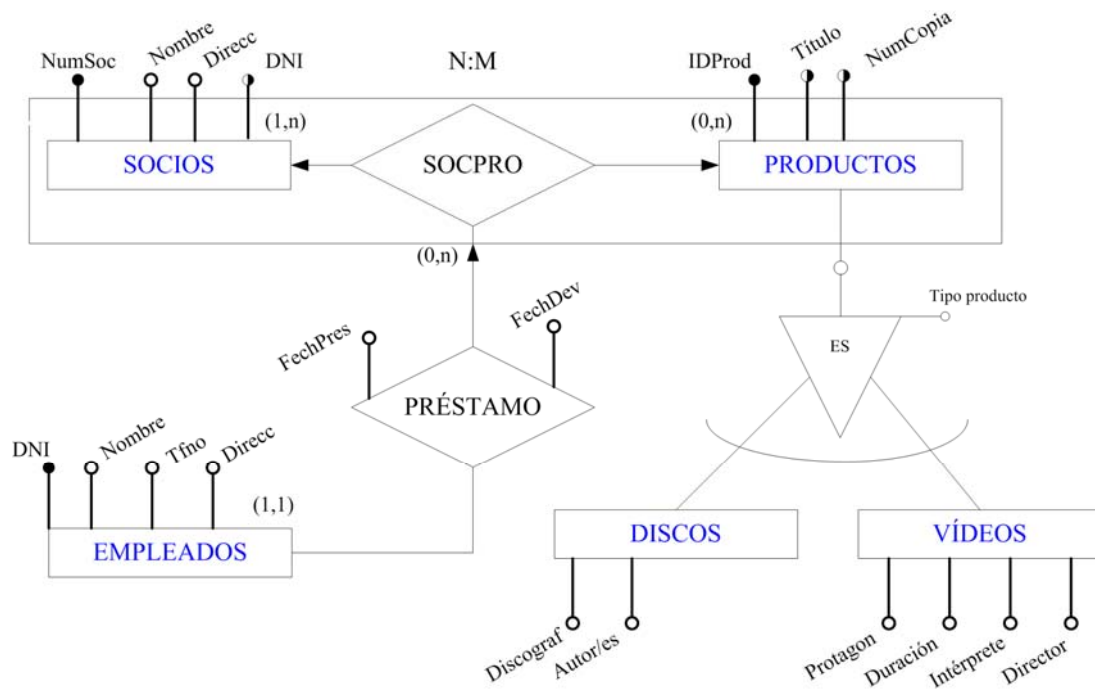 NumSoc
Nombre
Direcc
DNI
N:M
IDProd
Título
NumCopia
(1,n)
(0,n)
SOCIOS
SOCPRO
PRODUCTOS
(0,n)
FechPres
FechDev
Tipo producto
ES
PRÉSTAMO
DNI
Nombre
Tfno
Direcc
(1,1)
EMPLEADOS
DISCOS
VÍDEOS
Discograf
Autor/es
Protagon
Duración
Intérprete
Director